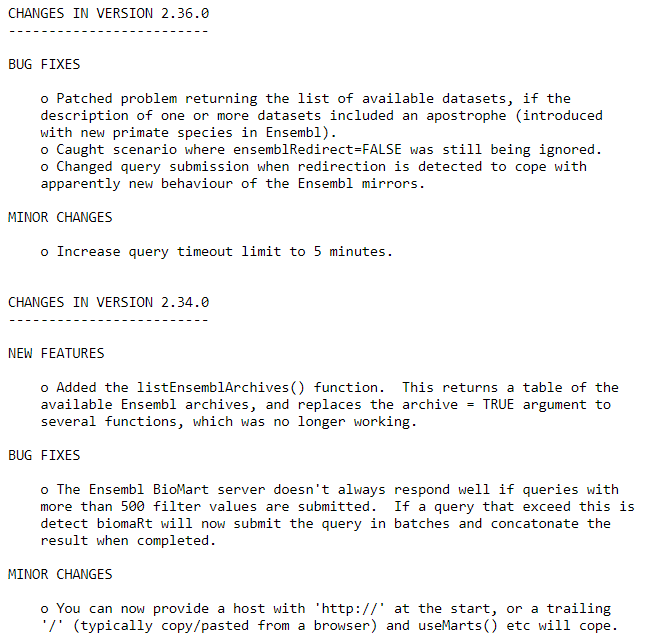 CHANGES IN VERSION 2.36.0
-------------------------
BUG FIXES
o Patched problem returning the list of available datasets, if the
description of one or more datasets included an apostrophe (introduced
with new primate species in Ensembl).
o Caught scenario where ensemblRedirect=FALSE was still being ignored.
o Changed query submission when redirection is detected to cope with
apparently new behaviour of the Ensembl mirrors.
MINOR CHANGES
o Increase query timeout limit to 5 minutes.
CHANGES IN VERSION 2.34.0
-------------------------
NEW FEATURES
o Added the listEnsemblArchives() function.  This returns a table of the
available Ensembl archives, and replaces the archive = TRUE argument to
several functions, which was no longer working.
BUG FIXES
o The Ensembl BioMart server doesn't always respond well if queries with
more than 500 filter values are submitted.  If a query that exceed this is
detect biomaRt will now submit the query in batches and concatonate the
result when completed.
MINOR CHANGES
o You can now provide a host with 'http://' at the start, or a trailing
'/' (typically copy/pasted from a browser) and useMarts() etc will cope.